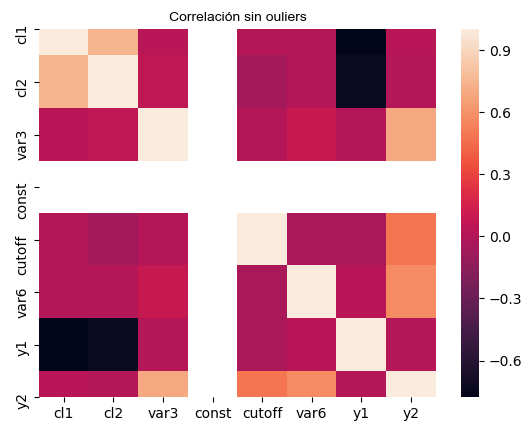 Correlación sin ouliers
cl1
cl2
var3
const
cutoff
var6
y1
y2
cl1 cl2 var3 const cutoff var6 y1 y2
0.9
0.6
0.3
0.0
−0.3
−0.6